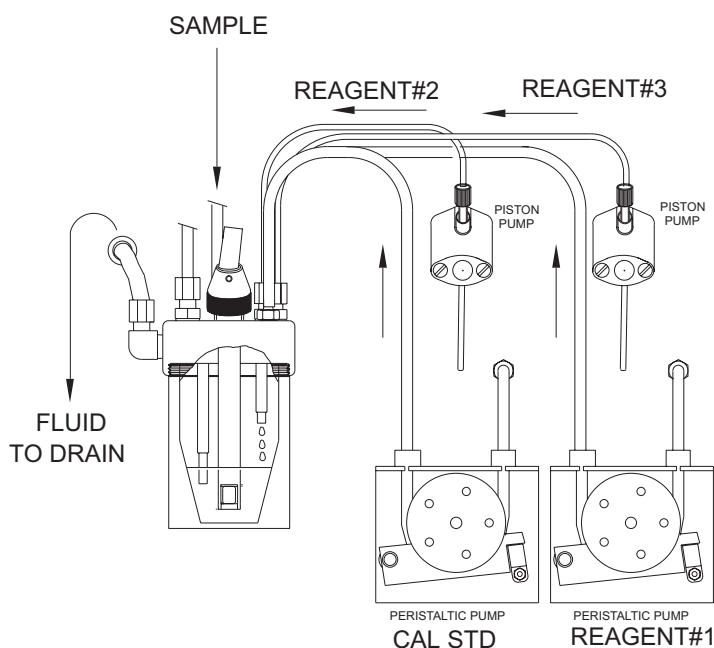 SAMPLE
REAGENT#2
REAGENT#3
PISTON
PUMP
PISTON
PUMP
FLUID
TO DRAIN
PERISTALTIC PUMP
CAL STD
PERISTALTIC PUMP
REAGENT#1